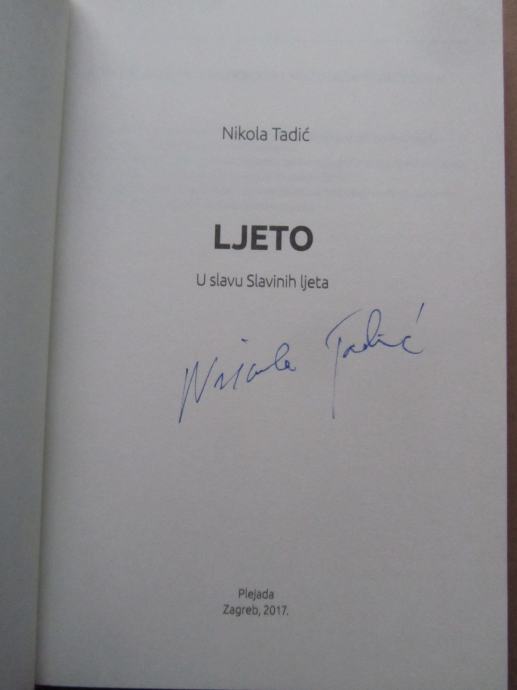 Nikola Tadić
LJETO
U slavu Slavinih ljeta
Nikola Tadić
Plejada
Zagreb, 2017.